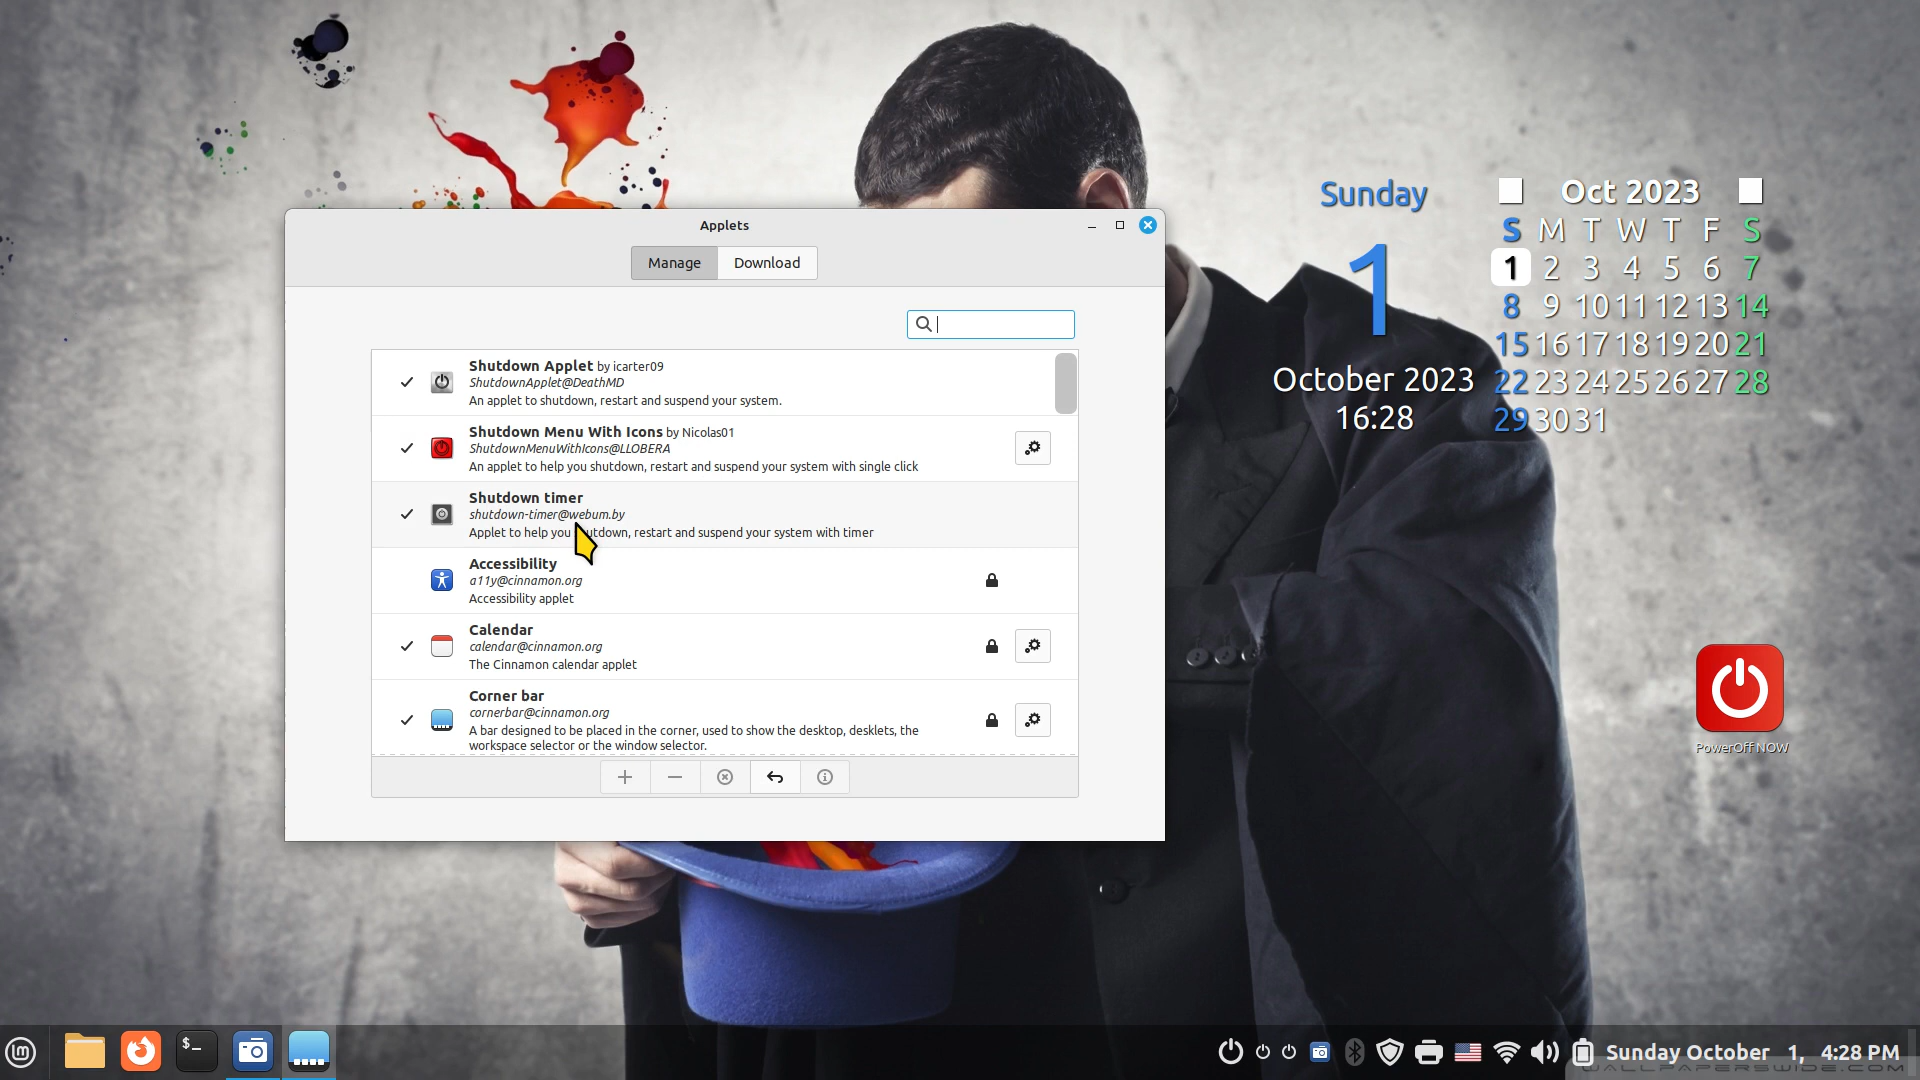 Applets
Manage
Download
Shutdown Applet by icarter09
ShutdownApplet@DeathMD
An applet to shutdown, restart and suspend your system.
Shutdown Menu With Icons by Nicolas01
ShutdownMenuWithIcons@LLOBERA
An applet to help you shutdown, restart and suspend your system with single click
Shutdown timer
shutdown-timer@webum.by
Applet to help you shutdown, restart and suspend your system with timer
Accessibility
a11y@cinnamon.org
Accessibility applet
Calendar
calendar@cinnamon.org
The Cinnamon calendar applet
Corner bar
cornerbar@cinnamon.org
A bar designed to be placed in the corner, used to show the desktop, desklets, the
workspace selector or the window selector.
Sunday
1
October 2023
16:28
Oct 2023
S M T W T F S
1 2 3 4 5 6 7
8 9 10 11 12 13 14
15 16 17 18 19 20 21
22 23 24 25 26 27 28
29 30 31
PowerOff NOW
$_
Sunday October 1, 4:28 PM
WALLPAPERSWIDE.COM